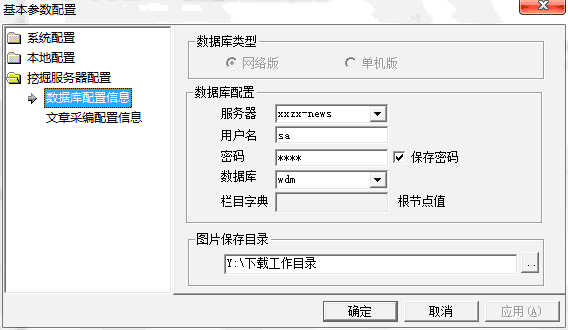 基本参数配置
系统配置
本地配置
挖掘服务器配置
数据库配置信息
文章采编配置信息
数据库类型
网络版 单机版
数据库配置
服务器 xxzx-news
用户名 sa
密码 **** 保存密码
数据库 wdm
栏目字典 根节点值
图片保存目录
Y:\下载工作目录 ..
确定 取消 应用(A)